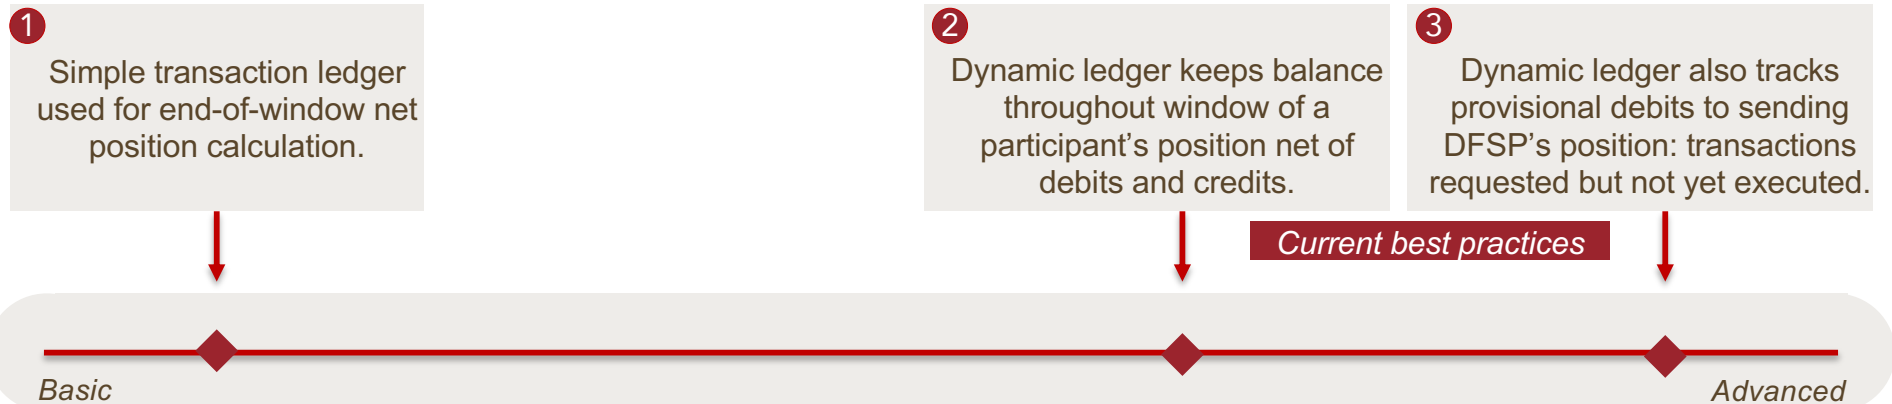 1
Simple transaction ledger
used for end-of-window net
position calculation.
2
Dynamic ledger keeps balance
throughout window of a
participant’s position net of
debits and credits.
3
Dynamic ledger also tracks
provisional debits to sending
DFSP’s position: transactions
requested but not yet executed.
Current best practices
Basic
Advanced